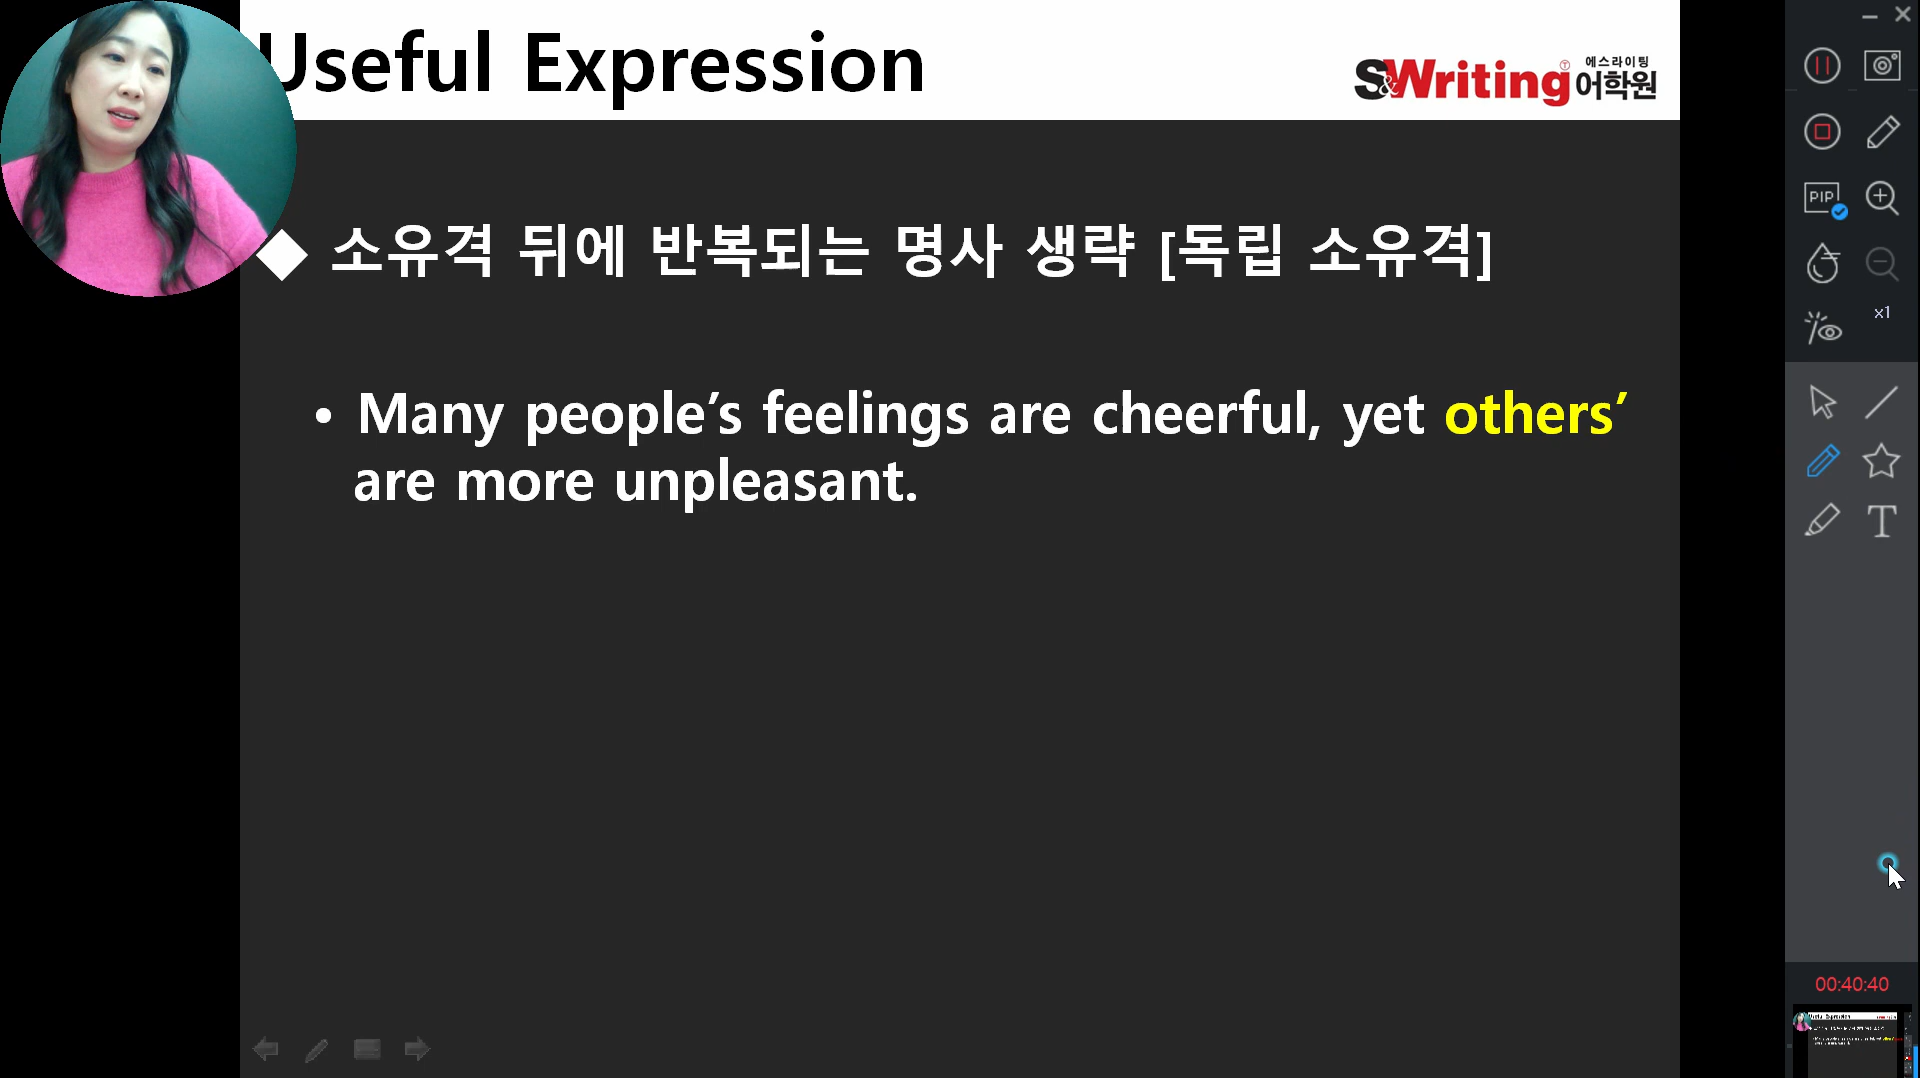 Useful Expression
S&Writing 에스라이팅 어학원
◆ 소유격 뒤에 반복되는 명사 생략 [독립 소유격]
• Many people’s feelings are cheerful, yet others’
are more unpleasant.
PIP
x1
T
00:40:40